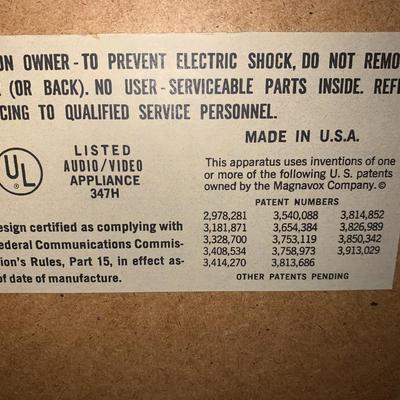 ON OWNER - TO PREVENT ELECTRIC SHOCK, DO NOT REMO
(OR BACK). NO USER-SERVICEABLE PARTS INSIDE. REF
CING TO QUALIFIED SERVICE PERSONNEL.
UL
®
LISTED
AUDIO/VIDEO
APPLIANCE
347H
esign certified as complying with
ederal Communications Commis-
ion's Rules, Part 15, in effect as-
of date of manufacture.
MADE IN U.S.A.
This apparatus uses inventions of one
or more of the following U. S. patents
owned by the Magnavox Company.©
PATENT NUMBERS
2,978,281 3,540,088 3,814,852
3,181,871 3,654,384 3,826,989
3,328,700 3,753,119 3,850,342
3,408,534 3,758,973 3,913,029
3,414,270 3,813,686
OTHER PATENTS PENDING